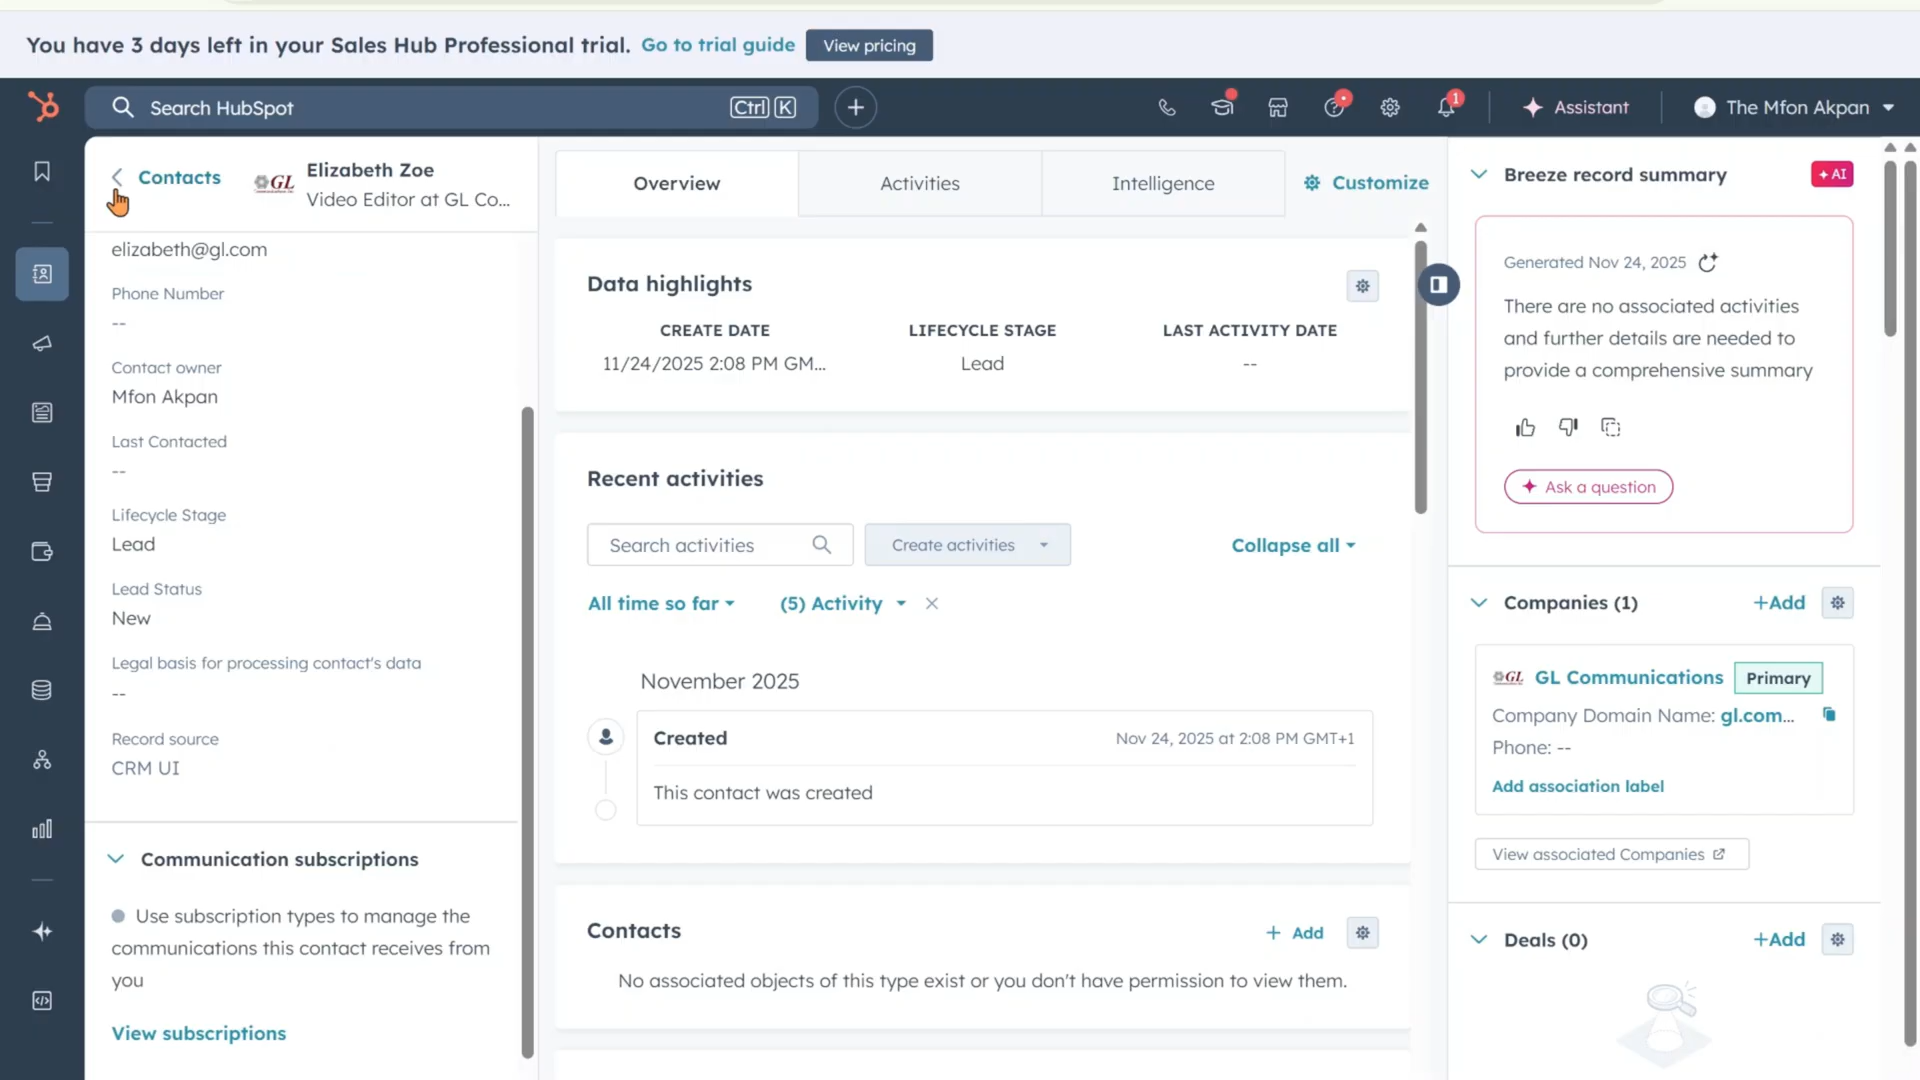 You have 3 days left in your Sales Hub Professional trial. Go to trial guide View pricing
Search HubSpot Ctrl K
1
Assistant
The Mfon Akpan
Contacts
GL
Elizabeth Zoe
Video Editor at GL Co...
elizabeth@gl.com
Phone Number
--
Contact owner
Mfon Akpan
Last Contacted
--
Lifecycle Stage
Lead
Lead Status
New
Legal basis for processing contact's data
--
Record source
CRM UI
Communication subscriptions
Use subscription types to manage the
communications this contact receives from
you
View subscriptions
Overview
Activities
Intelligence
Customize
Data highlights
CREATE DATE
11/24/2025 2:08 PM GM...
LIFECYCLE STAGE
Lead
LAST ACTIVITY DATE
--
Recent activities
Search activities
Create activities
Collapse all
All time so far
(5) Activity
November 2025
Created
Nov 24, 2025 at 2:08 PM GMT+1
This contact was created
Contacts
+ Add
No associated objects of this type exist or you don't have permission to view them.
Breeze record summary
AI
Generated Nov 24, 2025
There are no associated activities
and further details are needed to
provide a comprehensive summary
Ask a question
Companies (1)
+Add
GL
GL Communications
Primary
Company Domain Name: gl.com...
Phone: --
Add association label
View associated Companies
Deals (0)
+Add